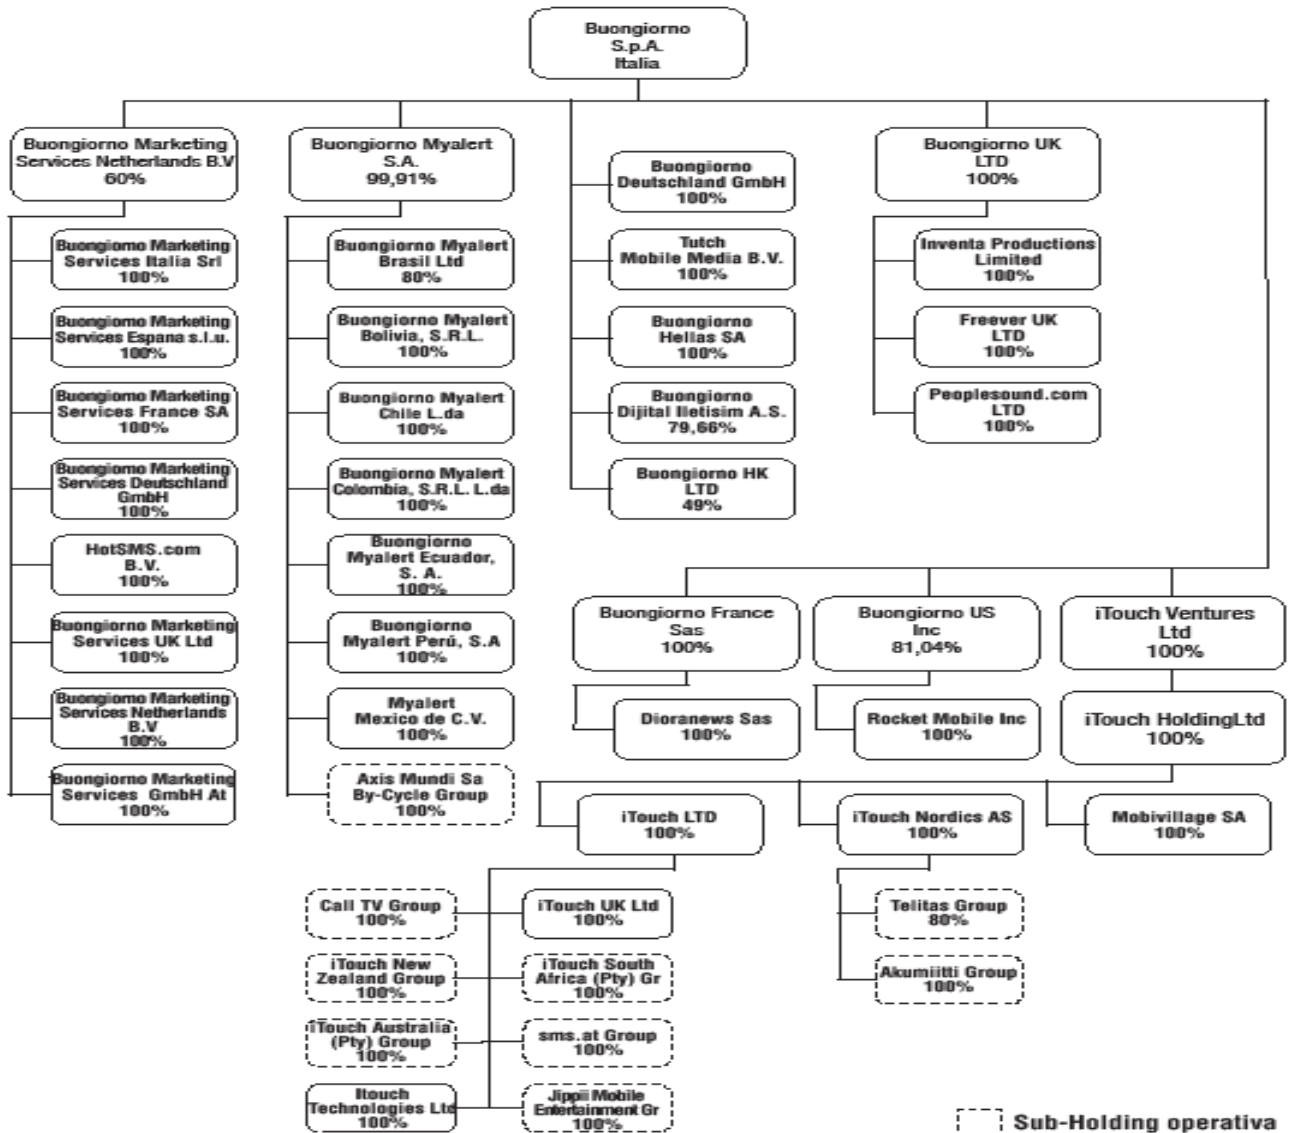 Buongiorno
S.p.A.
Italia
Buongiorno Marketing
Services Netherlands B.V
60%
Buongiorno Marketing
Services Italia Srl
100%
Buongiorno Marketing
Services Espana s.l.u.
100%
Buongiorno Marketing
Services France SA
100%
Buongiorno Marketing
Services Deutschland
GmbH
100%
HotSMS.com
B.V.
100%
Buongiorno Marketing
Services UK Ltd
100%
Buongiorno Marketing
Services Netherlands
B.V
100%
Buongiorno Marketing
Services GmbH At
100%
Buongiorno Myalert
S.A.
99,91%
Buongiorno Myalert
Brasil Ltd
80%
Buongiorno Myalert
Bolivia, S.R.L.
100%
Buongiorno Myalert
Chile L.da
100%
Buongiorno Myalert
Colombia, S.R.L. L.da
100%
Buongiorno
Myalert Ecuador,
S. A.
100%
Buongiorno
Myalert Perú, S.A
100%
Myalert
Mexico de C.V.
100%
Axis Mundi Sa
By-Cycle Group
100%
Buongiorno
Deutschland GmbH
100%
Tutch
Mobile Media B.V.
100%
Buongiorno
Hellas SA
100%
Buongiorno
Dijital Iletisim A.S.
79,66%
Buongiorno HK
LTD
49%
Buongiorno UK
LTD
100%
Inventa Productions
Limited
100%
Freever UK
LTD
100%
Peoplesound.com
LTD
100%
Buongiorno France
Sas
100%
Dioranews Sas
100%
Buongiorno US
Inc
81,04%
Rocket Mobile Inc
100%
iTouch Ventures
Ltd
100%
iTouch HoldingLtd
100%
iTouch LTD
100%
iTouch Nordics AS
100%
Mobivillage SA
100%
Call TV Group
100%
iTouch UK Ltd
100%
iTouch New
Zealand Group
100%
iTouch South
Africa (Pty) Gr
100%
iTouch Australia
(Pty) Group
100%
sms.at Group
100%
Itouch
Technologies Ltd
100%
Jippii Mobile
Entertainment Gr
100%
Telitas Group
80%
Akumiitti Group
100%
Sub-Holding operativa